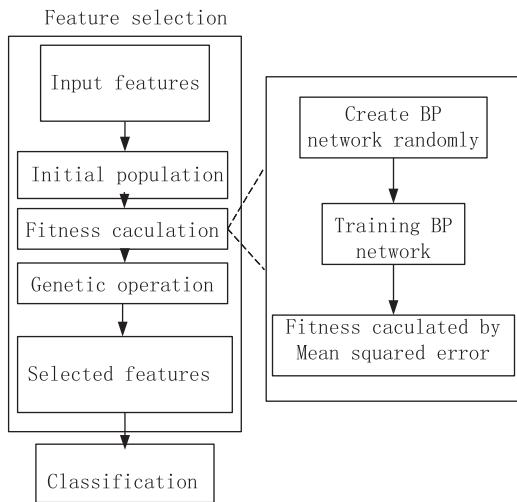 Feature selection
Input features
Initial population
Fitness caculation
Genetic operation
Selected features
Classification
Create BP
network randomly
Training BP
network
Fitness caculated by
Mean squared error